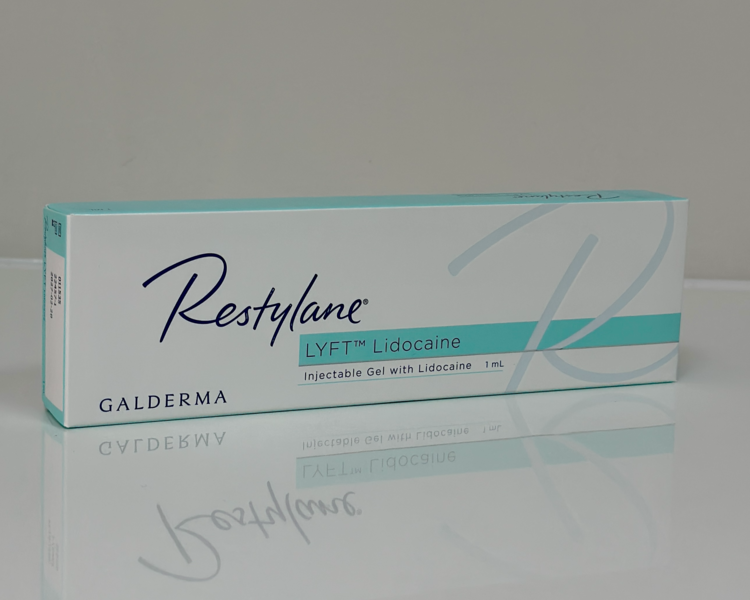 Restylane®
LYFT™ Lidocaine
Injectable Gel with Lidocaine 1 mL
GALDERMA